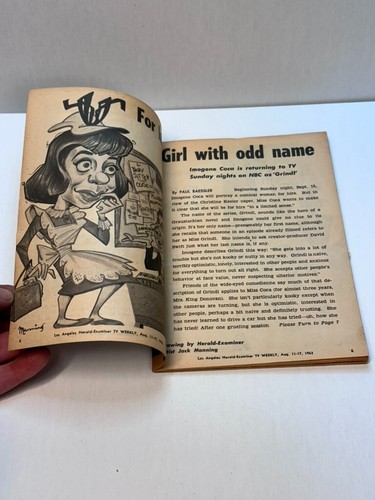 For
Girl with odd name
Imogene Coca is returning to TV
Sunday nights on NBC as 'Grindl'
By PAUL BAESSLER Beginning Sunday night, Sept. 15,
Imogene Coca will portray a cominng woman for hire. But in
view of the Christine Keeler caper, Miss Coca wants to make
it clear that she will be for hire "in a limited sense."
The name of the series, Grindl, sounds like the hero of a
Graustarkian novel and Imogene could give no clue to its
origin. It's her only name—presumably her first name, although
she recalls that someone in an episode already filmed refers to
her as Miss Grindl. She intends to ask creator-producer David
Swift just what her last name is, if any.
Imogene describes Grindl this way: "She gets into a lot of
trouble but she's not kooky or nutty in any way. Grindl is naive,
terribly optimistic, lonely, interested in other people and anxious
for everything to turn out all right. She accepts other people's
behavior at face value, never suspecting ulterior motives."
Friends of the wide-eyed comedienne say much of that de-
scription of Grindl applies to Miss Coca (for almost three years,
Mrs. King Donovan). She isn't particularly kooky except when
the cameras are turning, but she is optimistic, interested in
other people, perhaps a bit naive and definitely trusting. She
has never learned to drive a car but she has tried—oh, how she
has tried! After one grueling session Please Turn to Page 7
awing by Herald-Examiner
tist Jack Manning
Manning
4
Los Angeles Herald-Examiner TV WEEKLY, Aug. 11-17,
Los Angeles Herald-Examiner TV WEEKLY, Aug. 11-17, 1963
5